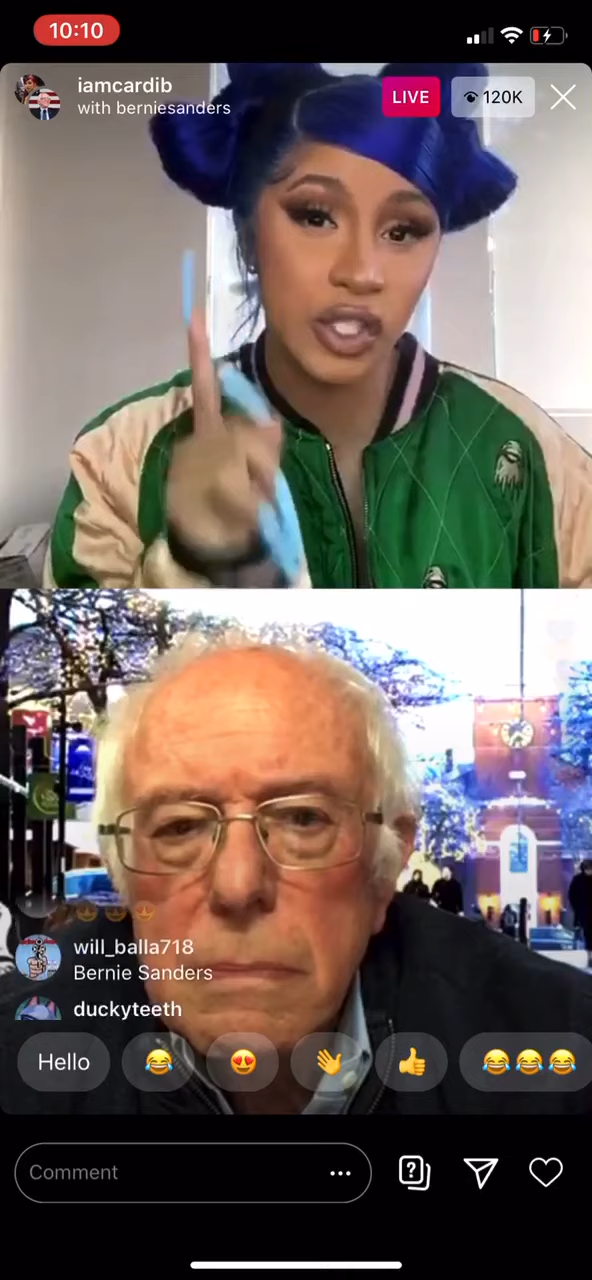 10:10
iamcardib
with berniesanders
LIVE
120K
will_balla718
Bernie Sanders
duckyteeth
Hello
Comment